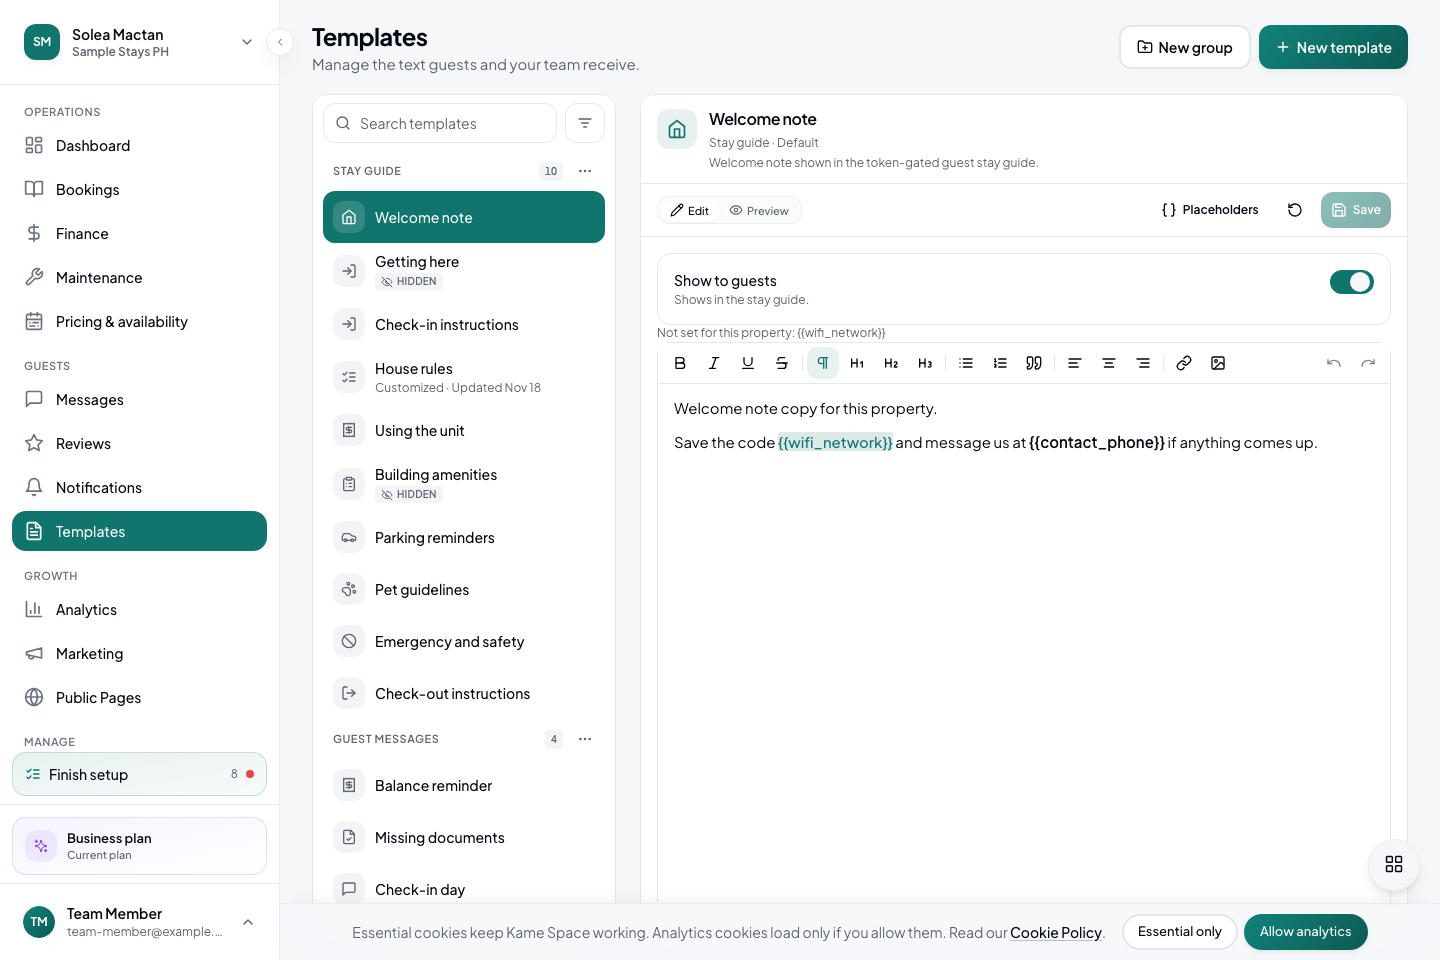 SM
Solea Mactan
Sample Stays PH
OPERATIONS
Dashboard
Bookings
Finance
Maintenance
Pricing & availability
GUESTS
Messages
Reviews
Notifications
Templates
GROWTH
Analytics
Marketing
Public Pages
MANAGE
Finish setup 8
Business plan
Current plan
TM
Team Member
team-member@example....
Templates
Manage the text guests and your team receive.
New group
New template
Search templates
STAY GUIDE 10
Welcome note
Getting here
HIDDEN
Check-in instructions
House rules
Customized · Updated Nov 18
Using the unit
Building amenities
HIDDEN
Parking reminders
Pet guidelines
Emergency and safety
Check-out instructions
GUEST MESSAGES 4
Balance reminder
Missing documents
Check-in day
Welcome note
Stay guide · Default
Welcome note shown in the token-gated guest stay guide.
Edit
Preview
Placeholders
Save
Show to guests
Shows in the stay guide.
Not set for this property: {{wifi_network}}
B I U S ¶ H1 H2 H3
Welcome note copy for this property.
Save the code {{wifi_network}} and message us at {{contact_phone}} if anything comes up.
Essential cookies keep Kame Space working. Analytics cookies load only if you allow them. Read our Cookie Policy.
Essential only
Allow analytics